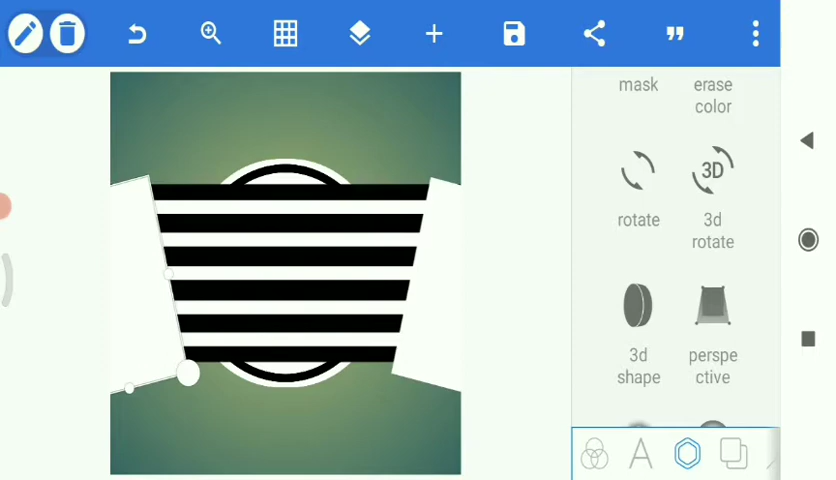 mask
erase
color
3D
rotate
3d
rotate
3d
shape
perspe
ctive
A